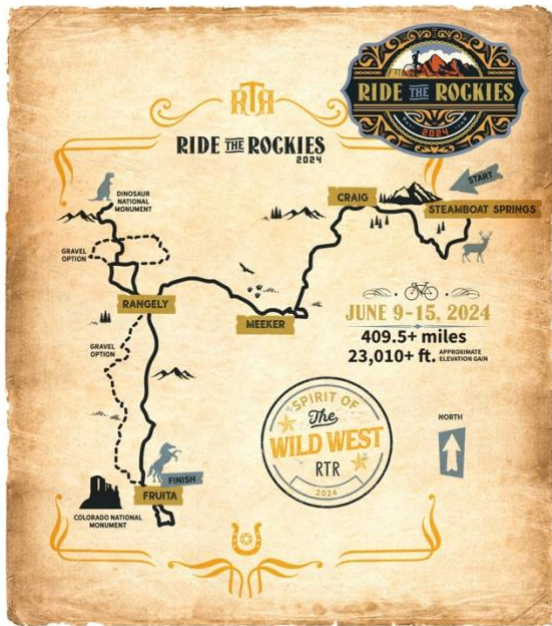 RIDE THE ROCKIES
2024
RTR
RIDE THE ROCKIES
2024
START
DINOSAUR
NATIONAL
MONUMENT
CRAIG
STEAMBOAT SPRINGS
GRAVEL
OPTION
RANGELY
MEEKER
JUNE 9-15, 2024
409.5+ miles
23,010+ ft. APPROXIMATE
ELEVATION GAIN
GRAVEL
OPTION
SPIRIT OF
The
WILD WEST
RTR
2024
NORTH
FINISH
FRUITA
COLORADO NATIONAL
MONUMENT